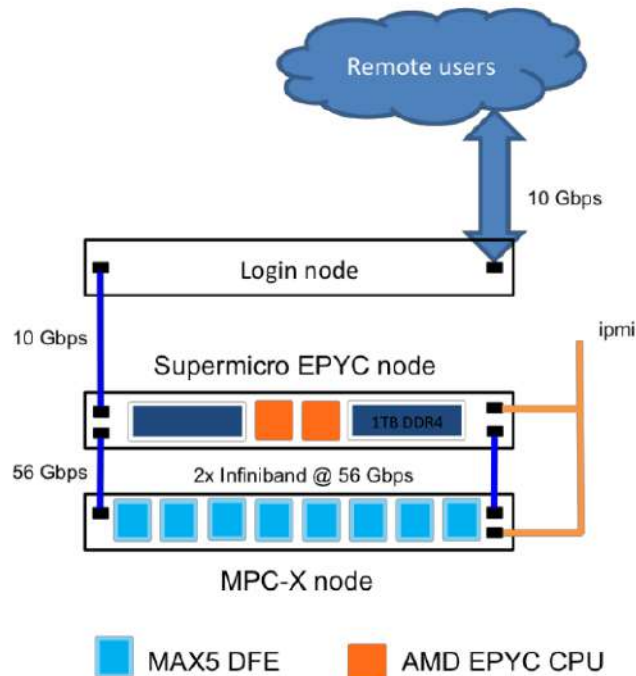 Remote users
10 Gbps
Login node
10 Gbps
ipmi
Supermicro EPYC node
1TB DDR4
56 Gbps
2x Infiniband @ 56 Gbps
MPC-X node
MAX5 DFE
AMD EPYC CPU